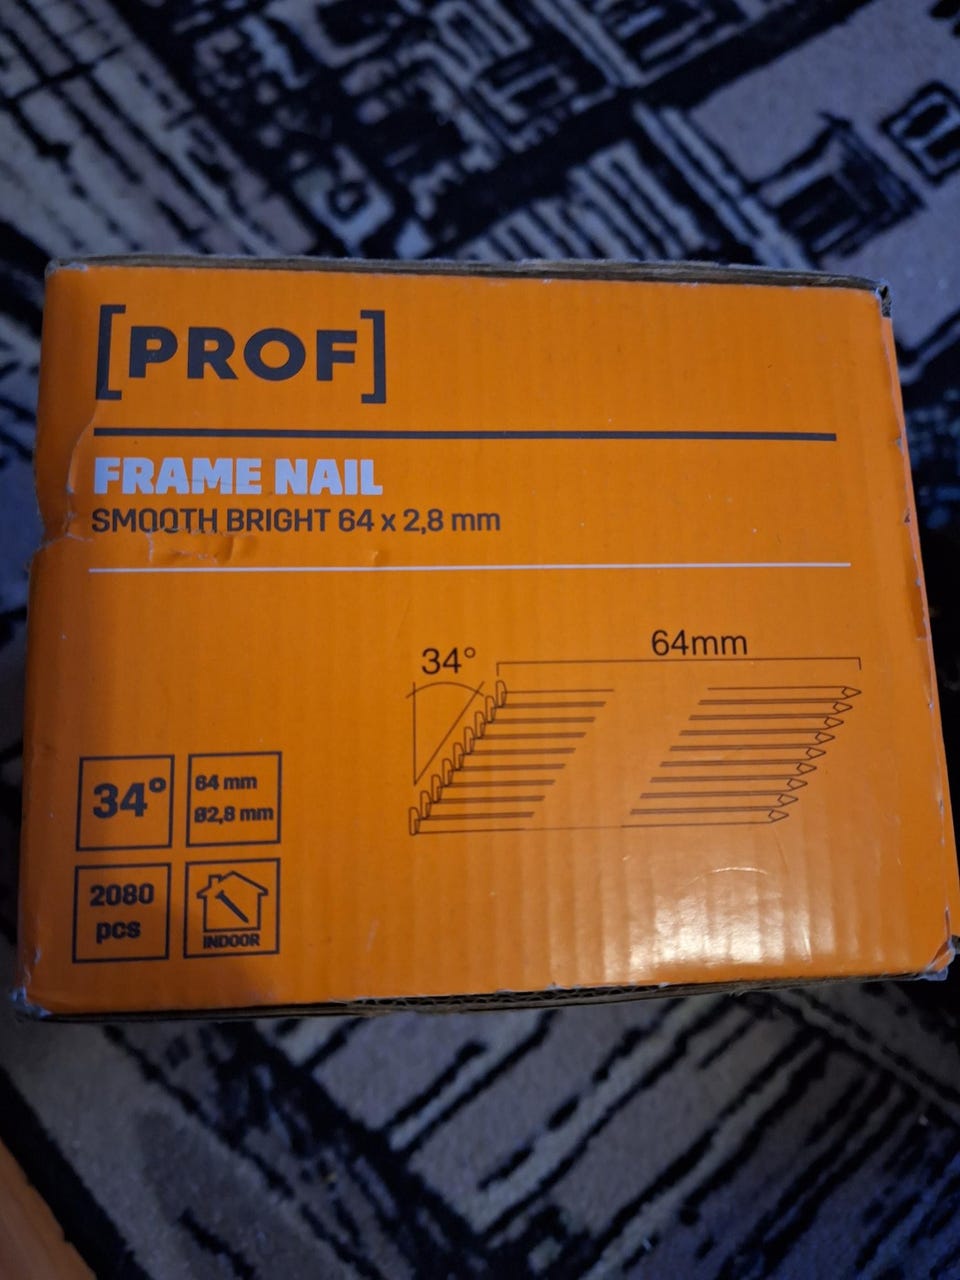 [PROF]
FRAME NAIL
SMOOTH BRIGHT 64 x 2,8 mm
34°
64mm
34°
64 mm
ø2,8 mm
2080
pcs
INDOOR